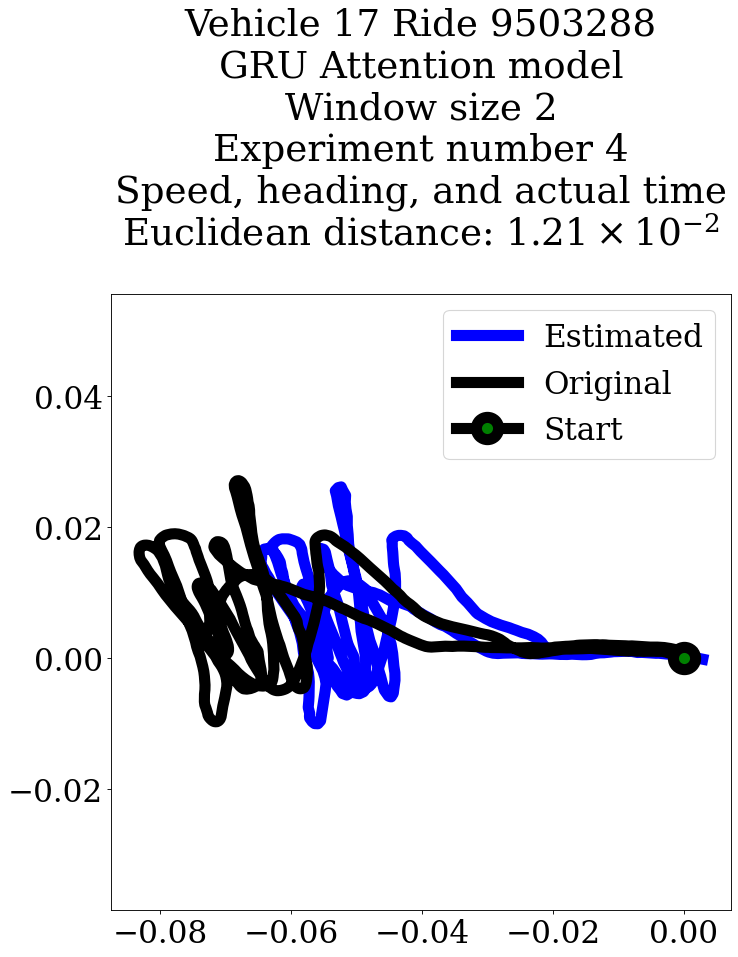 Vehicle 17 Ride 9503288
GRU Attention model
Window size 2
Experiment number 4
Speed, heading, and actual time
Euclidean distance: 1.21 × 10⁻²
Estimated
Original
Start
0.04
0.02
0.00
−0.02
−0.08 −0.06 −0.04 −0.02 0.00